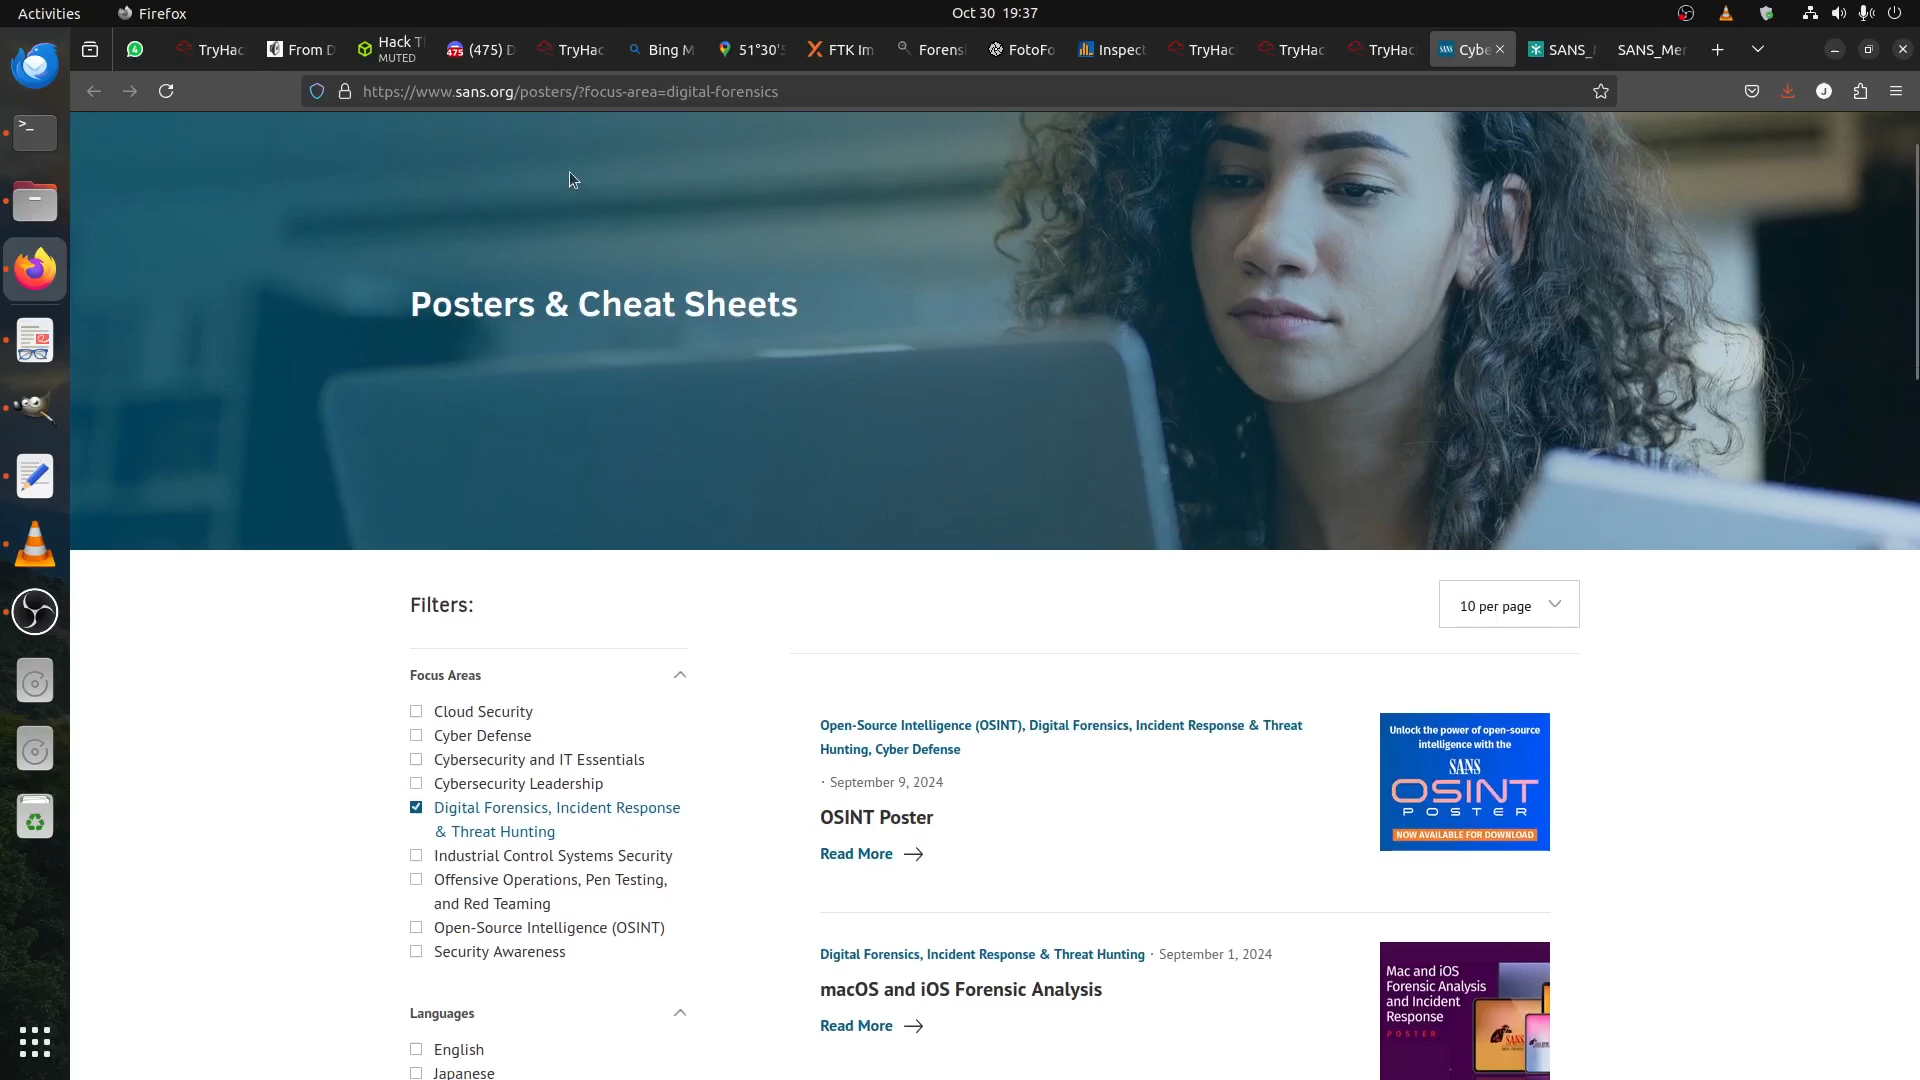 Activities
Firefox
Oct 30 19:37
TryHac
From D
Hack T
MUTED
(475) D
TryHac
Bing M
51°30'
FTK Im
Forens
FotoFo
Inspect
TryHac
TryHac
TryHac
Cybe
SANS_
SANS_Mer
https://www.sans.org/posters/?focus-area=digital-forensics
Posters & Cheat Sheets
Filters:
10 per page
Focus Areas
Cloud Security
Cyber Defense
Cybersecurity and IT Essentials
Cybersecurity Leadership
Digital Forensics, Incident Response
& Threat Hunting
Industrial Control Systems Security
Offensive Operations, Pen Testing,
and Red Teaming
Open-Source Intelligence (OSINT)
Security Awareness
Languages
English
Japanese
Open-Source Intelligence (OSINT), Digital Forensics, Incident Response & Threat
Hunting, Cyber Defense
· September 9, 2024
OSINT Poster
Read More
Unlock the power of open-source
intelligence with the
SANS
OSINT
POSTER
NOW AVAILABLE FOR DOWNLOAD
Digital Forensics, Incident Response & Threat Hunting · September 1, 2024
macOS and iOS Forensic Analysis
Read More
Mac and iOS
Forensic Analysis
and Incident
Response
POSTER
SANS